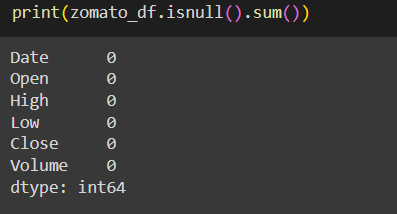 print(zomato_df.isnull().sum())
Date 0
Open 0
High 0
Low 0
Close 0
Volume 0
dtype: int64